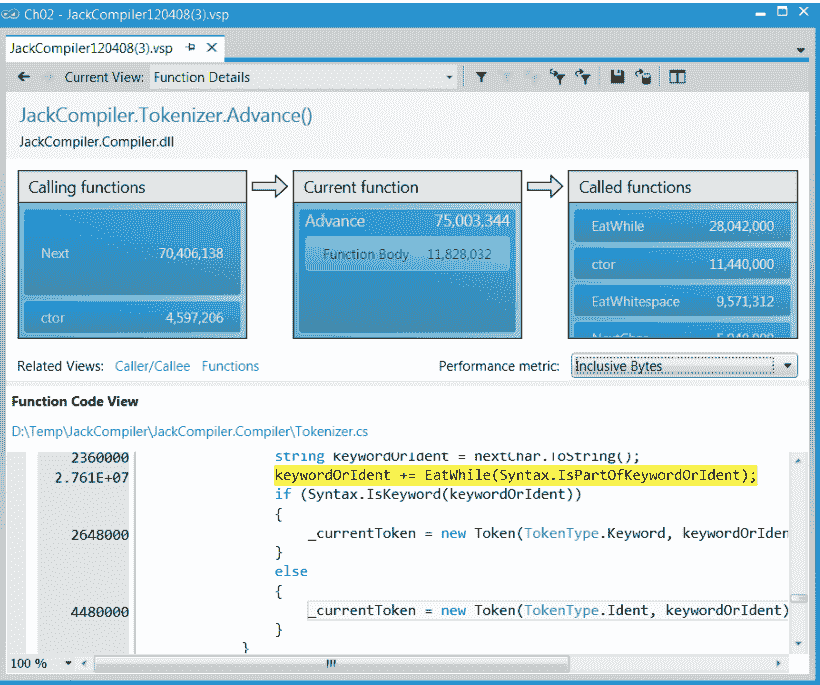 Ch02 - JackCompiler120408(3).vsp
JackCompiler120408(3).vsp
Current View: Function Details
JackCompiler.Tokenizer.Advance()
JackCompiler.Compiler.dll
Calling functions
Next 70,406,138
ctor 4,597,206
Current function
Advance 75,003,344
Function Body 11,828,032
Called functions
EatWhile 28,042,000
ctor 11,440,000
EatWhitespace 9,571,312
Related Views: Caller/Callee Functions
Performance metric: Inclusive Bytes
Function Code View
D:\Temp\JackCompiler\JackCompiler.Compiler\Tokenizer.cs
2360000 string keywordOrIdent = nextChar.ToString();
2.761E+07 keywordOrIdent += EatWhile(Syntax.IsPartOfKeywordOrIdent);
if (Syntax.IsKeyword(keywordOrIdent))
{
2648000 _currentToken = new Token(TokenType.Keyword, keywordOrIden
}
else
{
4480000 _currentToken = new Token(TokenType.Ident, keywordOrIdent)
}
}
100 %